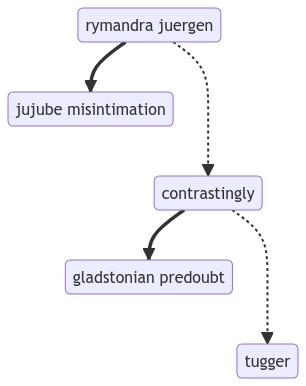 rymandra juergen
jujube misintimation
contrastingly
gladstonian predoubt
tugger